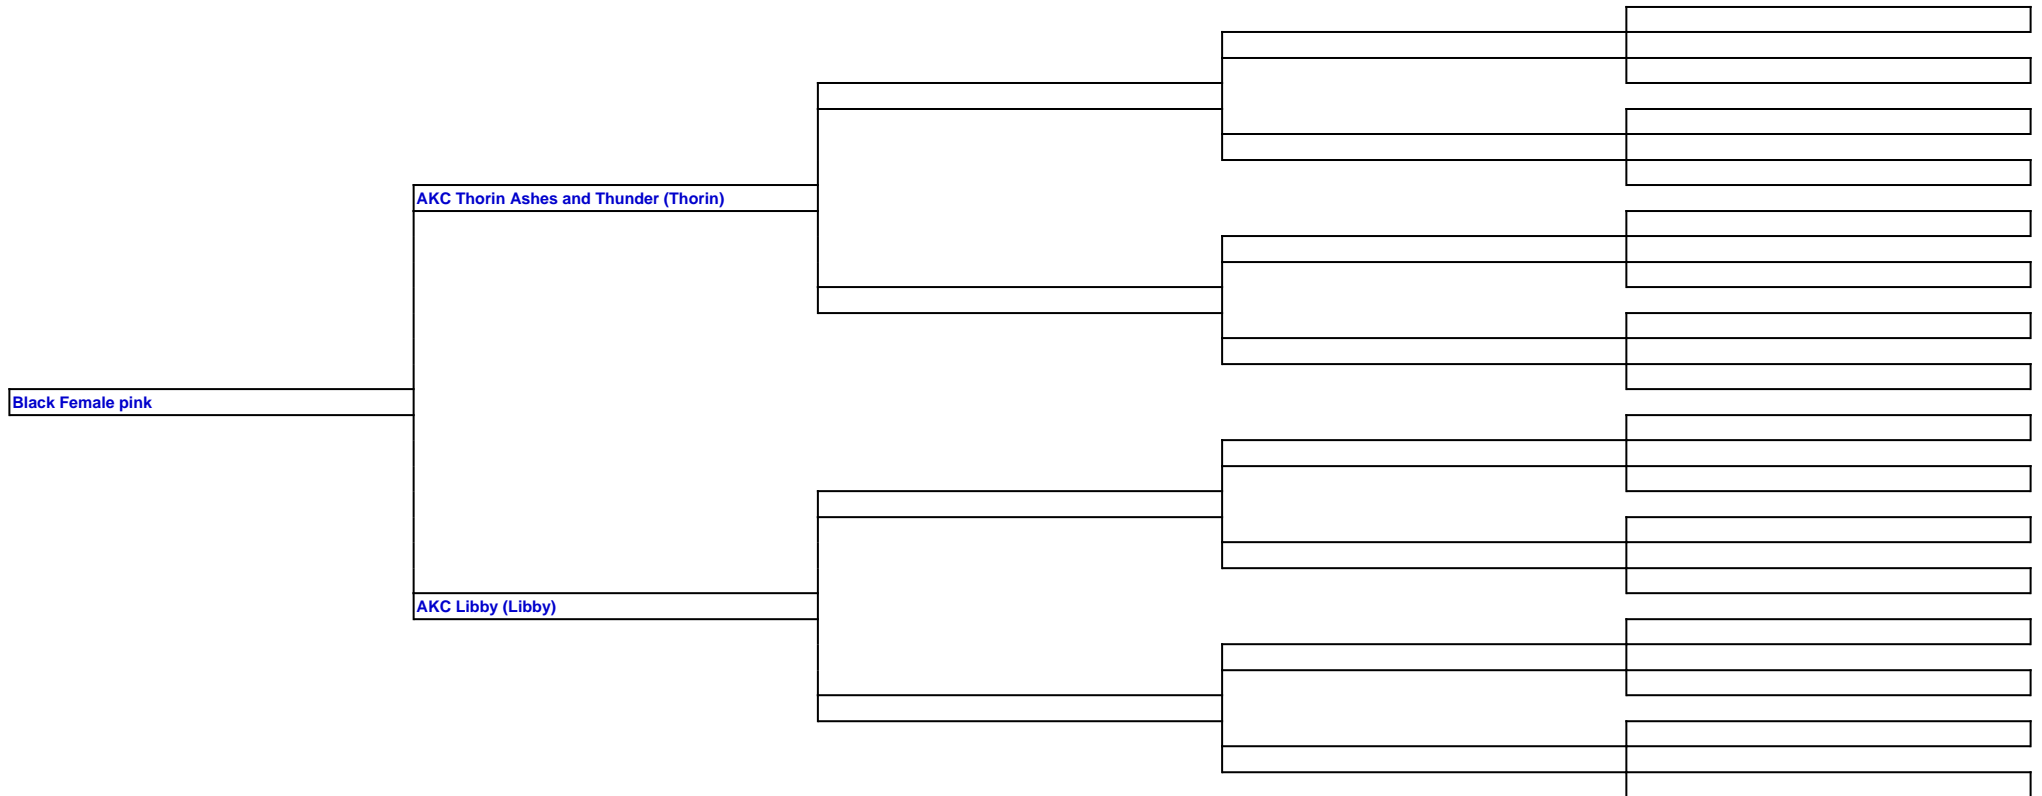 AKC Thorin Ashes and Thunder (Thorin)
Black Female pink
AKC Libby (Libby)